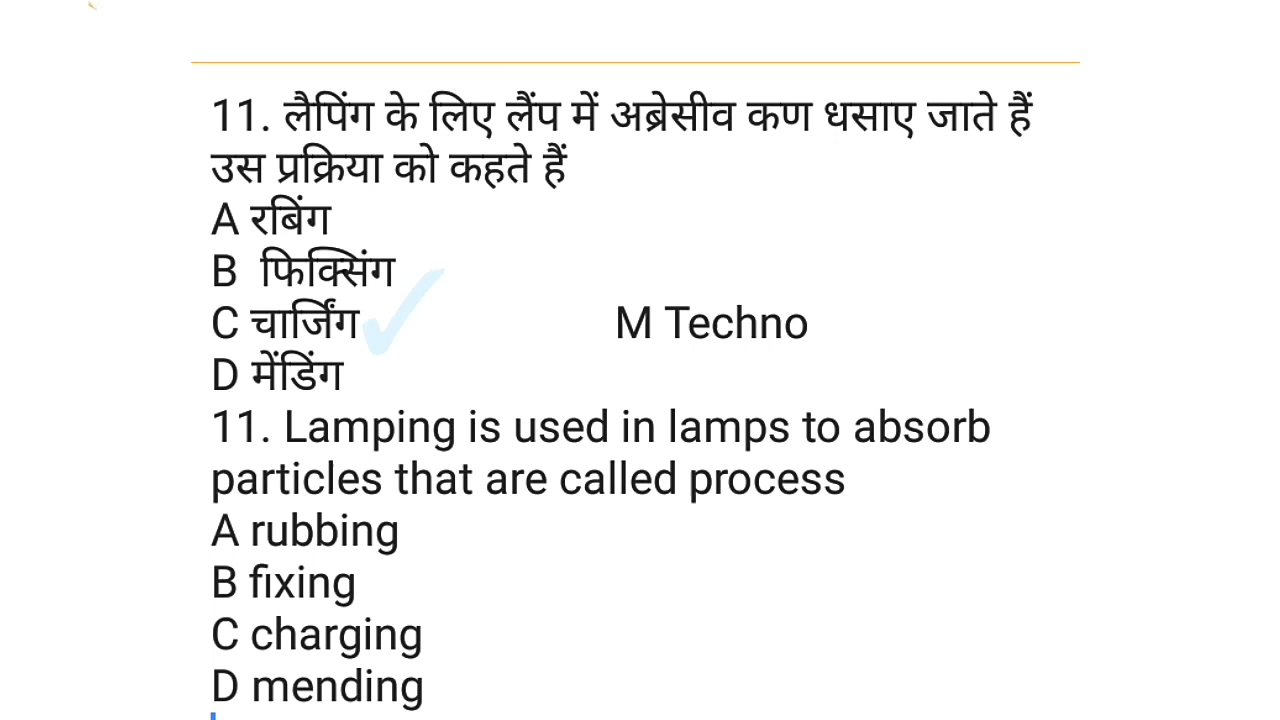 11. लैपिंग के लिए लैंप में अब्रेसीव कण धसाए जाते हैं
उस प्रक्रिया को कहते हैं
A रबिंग
B फिक्सिंग
C चार्जिंग M Techno
D मेंडिंग
11. Lamping is used in lamps to absorb
particles that are called process
A rubbing
B fixing
C charging
D mending